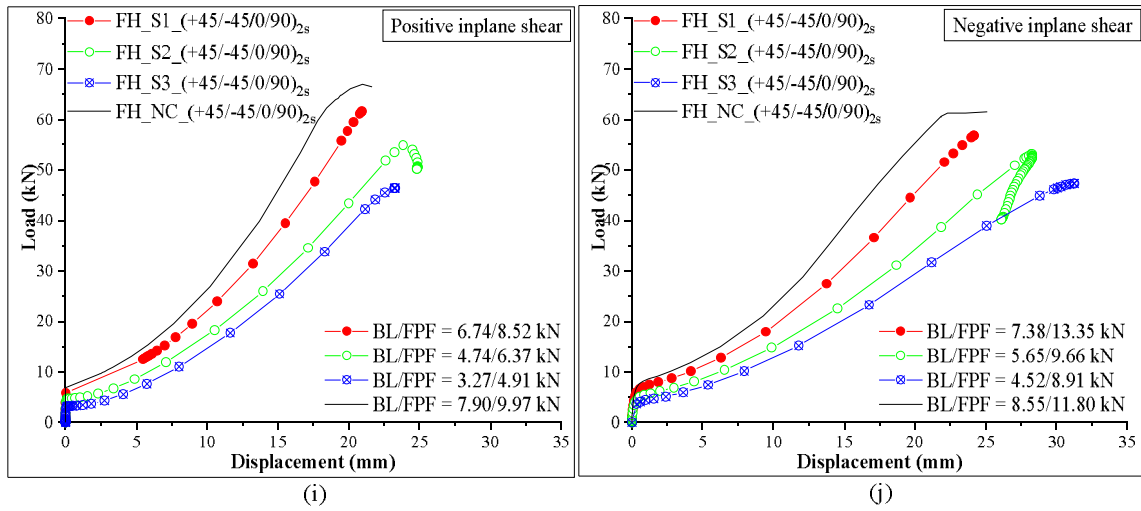 80
70
60
50
40
30
20
10
0
Load (kN)
FH_S1_(+45/-45/0/90)2s
FH_S2_(+45/-45/0/90)2s
FH_S3_(+45/-45/0/90)2s
FH_NC_(+45/-45/0/90)2s
Positive inplane shear
BL/FPF = 6.74/8.52 kN
BL/FPF = 4.74/6.37 kN
BL/FPF = 3.27/4.91 kN
BL/FPF = 7.90/9.97 kN
0 5 10 15 20 25 30 35
Displacement (mm)
(i)
80
70
60
50
40
30
20
10
0
Load (kN)
FH_S1_(+45/-45/0/90)2s
FH_S2_(+45/-45/0/90)2s
FH_S3_(+45/-45/0/90)2s
FH_NC_(+45/-45/0/90)2s
Negative inplane shear
BL/FPF = 7.38/13.35 kN
BL/FPF = 5.65/9.66 kN
BL/FPF = 4.52/8.91 kN
BL/FPF = 8.55/11.80 kN
0 5 10 15 20 25 30 35
Displacement (mm)
(j)